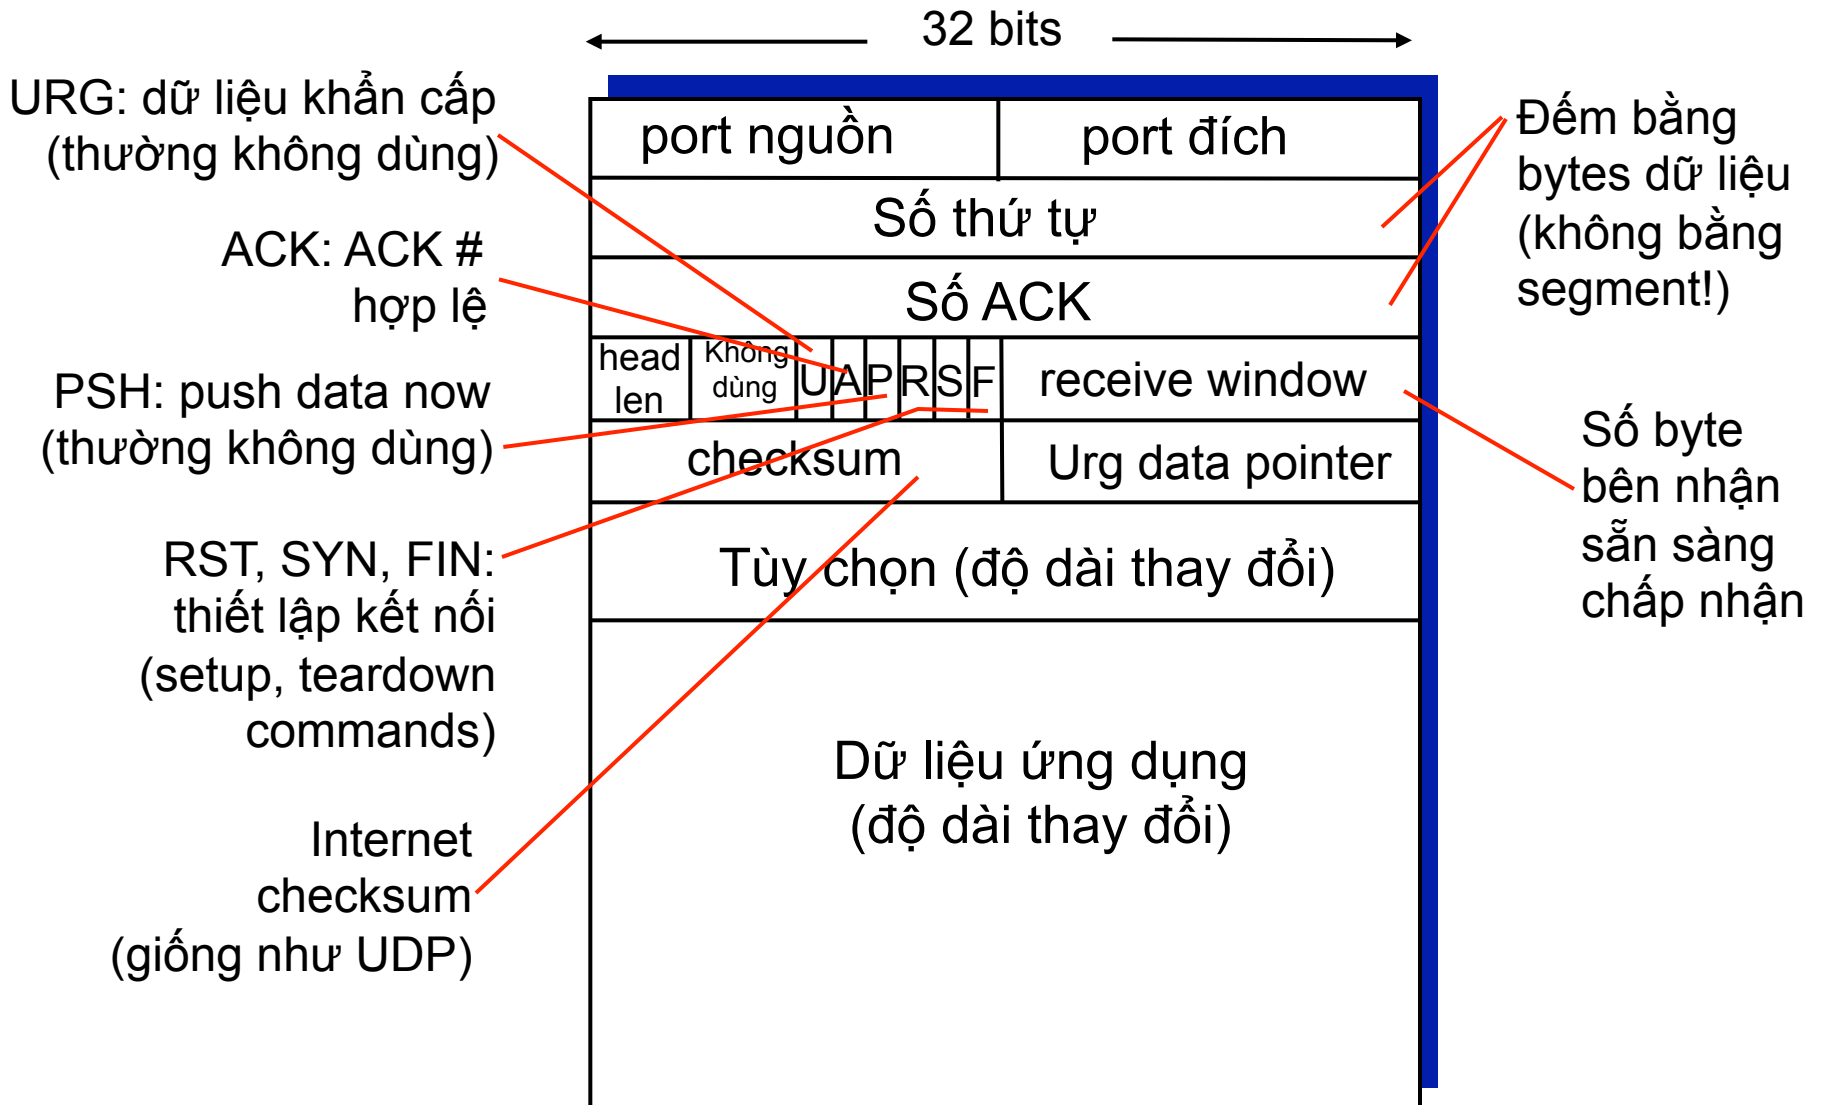 32 bits
URG: dữ liệu khẩn cấp
(thường không dùng)
ACK: ACK #
hợp lệ
PSH: push data now
(thường không dùng)
RST, SYN, FIN:
thiết lập kết nối
(setup, teardown
commands)
Internet
checksum
(giống như UDP)
port nguồn
port đích
Số thứ tự
Số ACK
head
len
Không
dùng
U
A
P
R
S
F
receive window
checksum
Urg data pointer
Tùy chọn (độ dài thay đổi)
Dữ liệu ứng dụng
(độ dài thay đổi)
Đếm bằng
bytes dữ liệu
(không bằng
segment!)
Số byte
bên nhận
sẵn sàng
chấp nhận